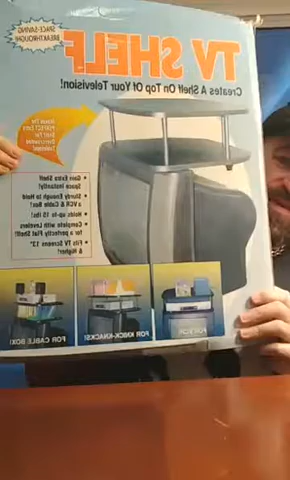 SPACE-SAVING
BREAKTHROUGH!
TV SHELF
Creates A Shelf On Top Of Your Television!
• Gain Extra Shelf
Space Instantly!
• Sturdy enough to Hold
a VCR Cable Box!
• Holds up to 15 lbs!
• Complete with Levelers
for a perfectly Flat Shelf!
• Fits TV Screens 13"
& Higher!
FOR VCR!
FOR KNICK-KNACKS!
FOR CABLE BOX!